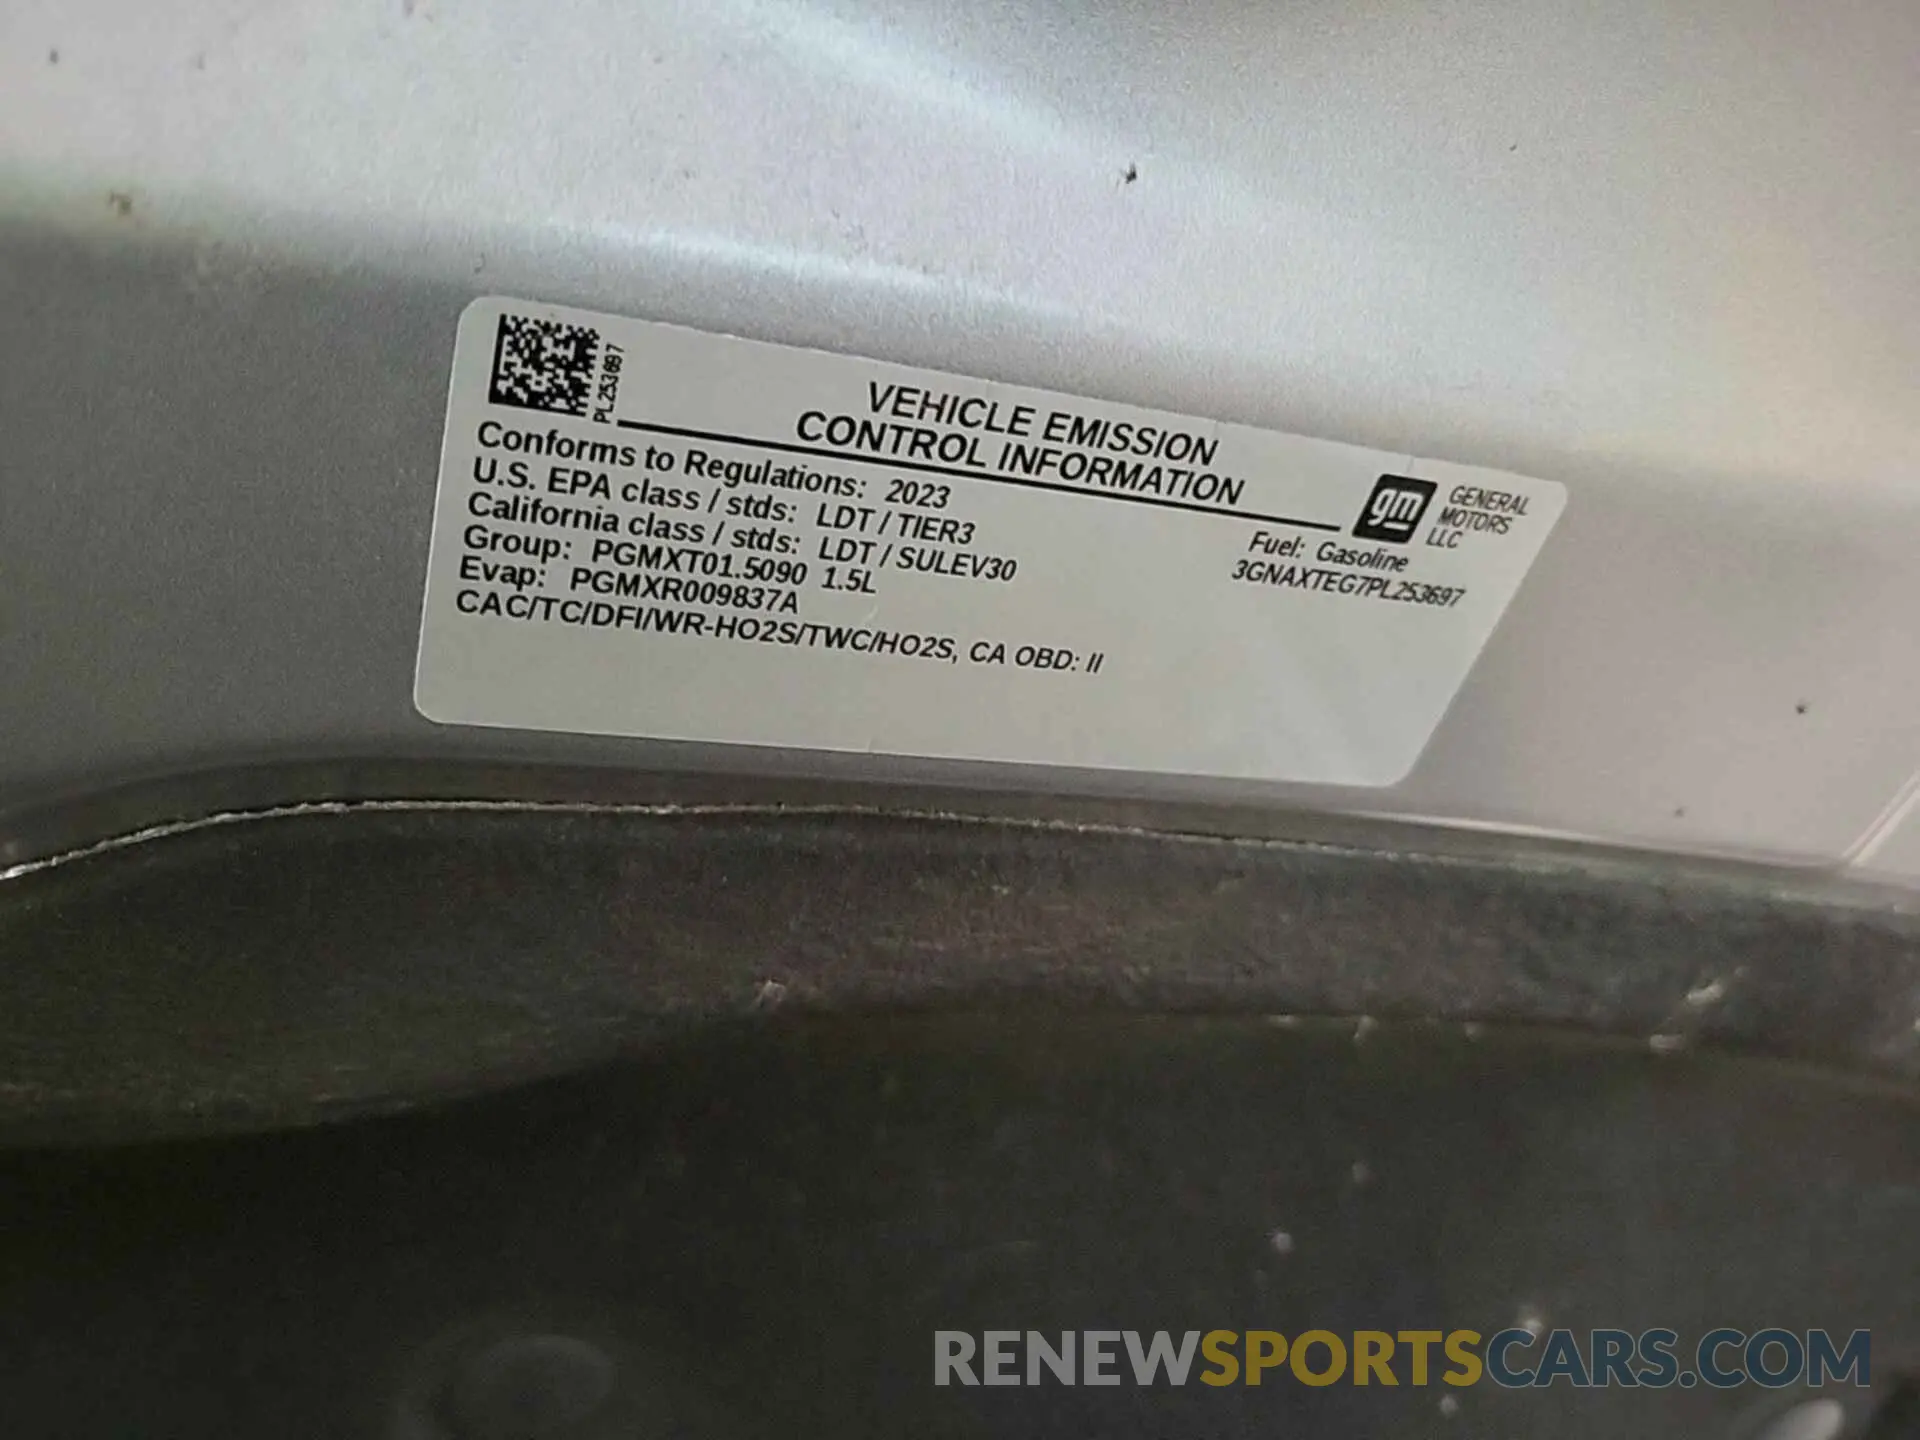 PL253697
VEHICLE EMISSION
CONTROL INFORMATION
Conforms to Regulations: 2023
U.S. EPA class / stds: LDT / TIER3
California class / stds: LDT / SULEV30
Group: PGMXT01.5090 1.5L
Evap: PGMXR009837A
CAC/TC/DFI/WR-HO2S/TWC/HO2S, CA OBD: II
gm
GENERAL
MOTORS
LLC
Fuel: Gasoline
3GNAXTEG7PL253697
RENEWSPORTSCARS.COM